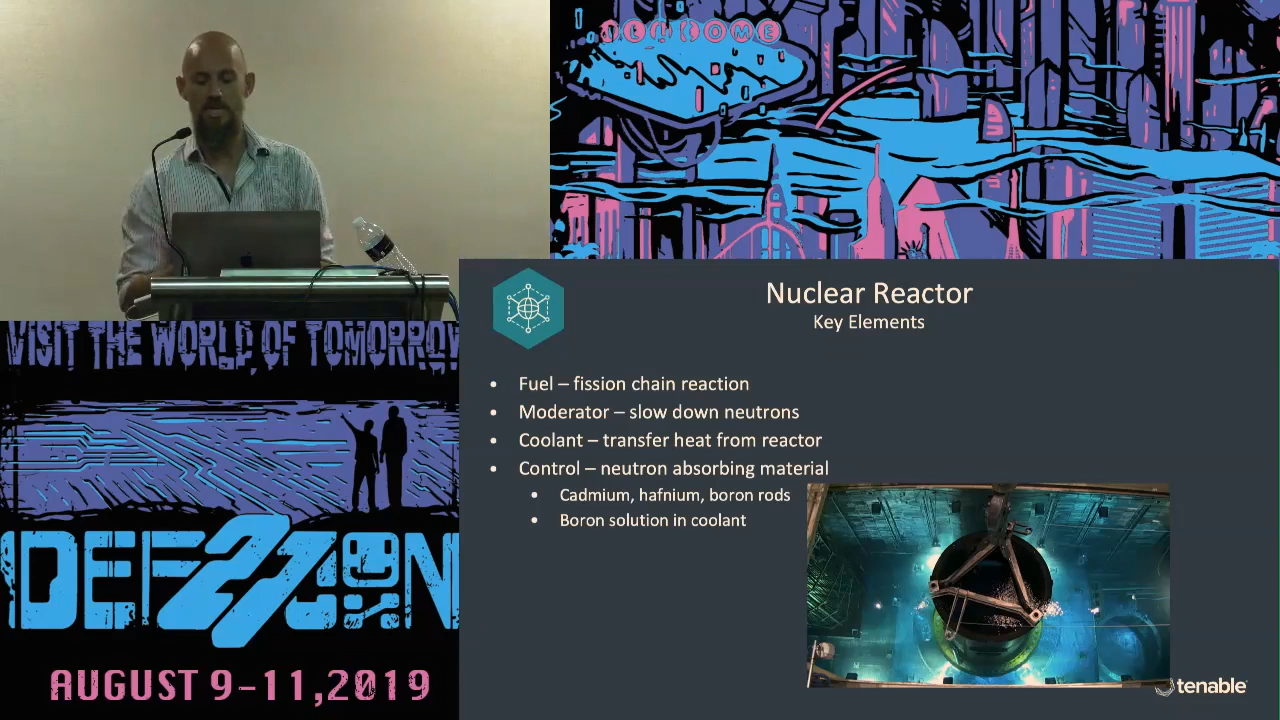 WELCOME
Nuclear Reactor
Key Elements
• Fuel – fission chain reaction
• Moderator – slow down neutrons
• Coolant – transfer heat from reactor
• Control – neutron absorbing material
• Cadmium, hafnium, boron rods
• Boron solution in coolant
tenable
VISIT THE WORLD OF TOMORROW
DEF27CON
AUGUST 9-11,2019